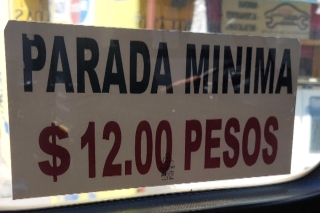 PARADA MINIMA
$ 12.00 PESOS